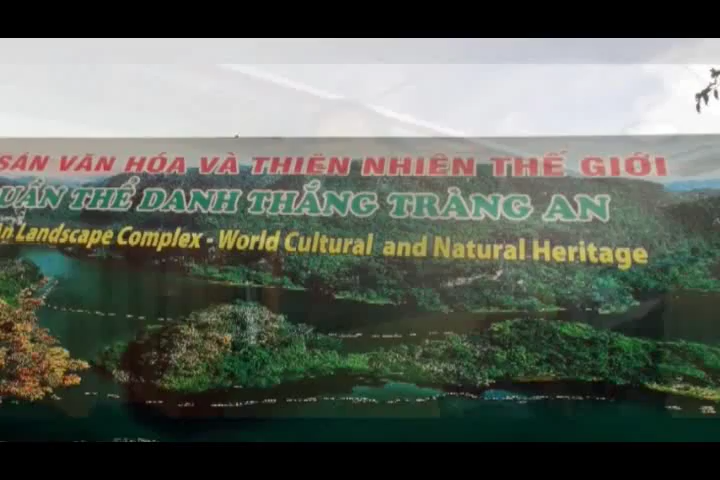 SẢN VĂN HÓA VÀ THIÊN NHIÊN THẾ GIỚI
UẦN THỂ DANH THẮNG TRÀNG AN
n Landscape Complex - World Cultural and Natural Heritage